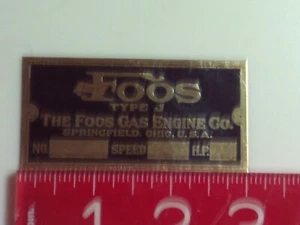 FOOS
TYPE J
THE FOOS GAS ENGINE CO.
SPRINGFIELD, OHIO, U.S.A.
NO. SPEED H.P.
1 2 3